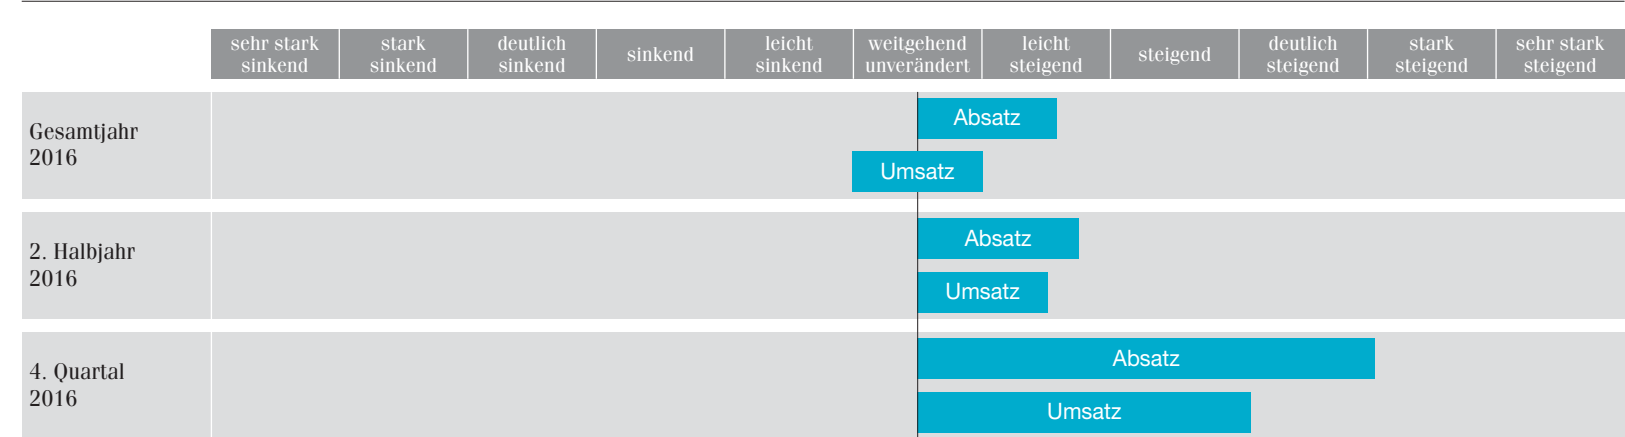 sehr stark
sinkend
stark
sinkend
deutlich
sinkend
sinkend
leicht
sinkend
weitgehend
unverändert
leicht
steigend
steigend
deutlich
steigend
stark
steigend
sehr stark
steigend
Gesamtjahr
2016
Absatz
Umsatz
2. Halbjahr
2016
Absatz
Umsatz
4. Quartal
2016
Absatz
Umsatz